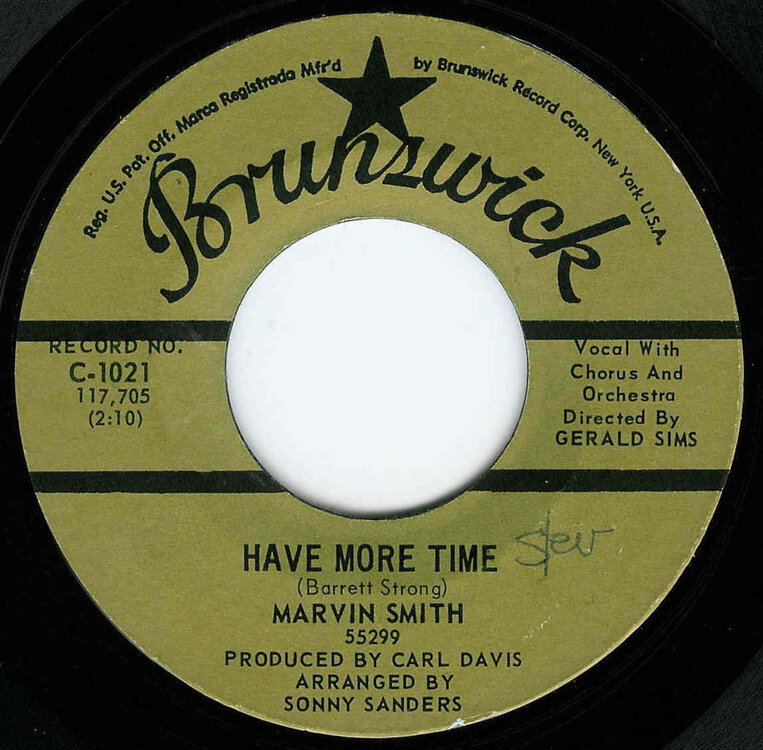 Reg. U.S. Pat. Off. Marca Registrada Mfr'd by Brunswick Record Corp. New York U.S.A.
Brunswick
RECORD NO.
C-1021
117,705
(2:10)
Vocal With
Chorus And
Orchestra
Directed By
GERALD SIMS
HAVE MORE TIME
(Barrett Strong)
MARVIN SMITH
55299
PRODUCED BY CARL DAVIS
ARRANGED BY
SONNY SANDERS